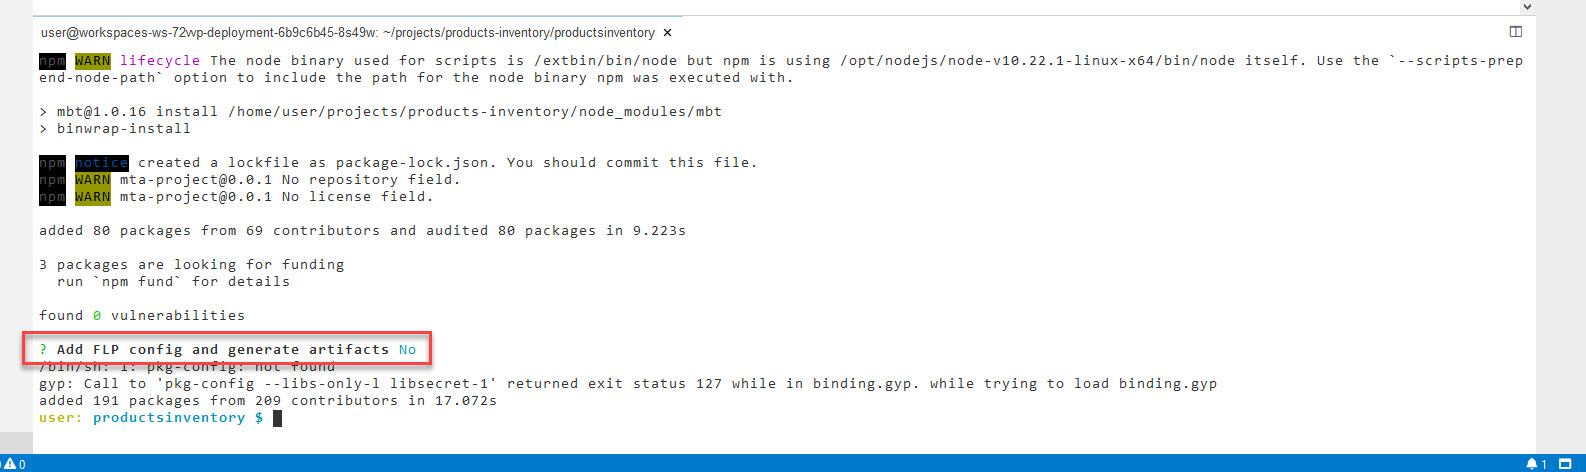 user@workspaces-ws-72vvp-deployment-6b9c6b45-8s49w: ~/projects/products-inventory/productsinventory ×
npm WARN lifecycle The node binary used for scripts is /extbin/bin/node but npm is using /opt/nodejs/node-v10.22.1-linux-x64/bin/node itself. Use the `--scripts-prep
end-node-path` option to include the path for the node binary npm was executed with.
> mbt@1.0.16 install /home/user/projects/products-inventory/node_modules/mbt
> binwrap-install
npm notice created a lockfile as package-lock.json. You should commit this file.
npm WARN mta-project@0.0.1 No repository field.
npm WARN mta-project@0.0.1 No license field.
added 80 packages from 69 contributors and audited 80 packages in 9.223s
3 packages are looking for funding
run `npm fund` for details
found 0 vulnerabilities
? Add FLP config and generate artifacts No
/bin/sh: 1: pkg-config: not found
gyp: Call to 'pkg-config --libs-only-l libsecret-1' returned exit status 127 while in binding.gyp. while trying to load binding.gyp
added 191 packages from 209 contributors in 17.072s
user: productsinventory $
0 1